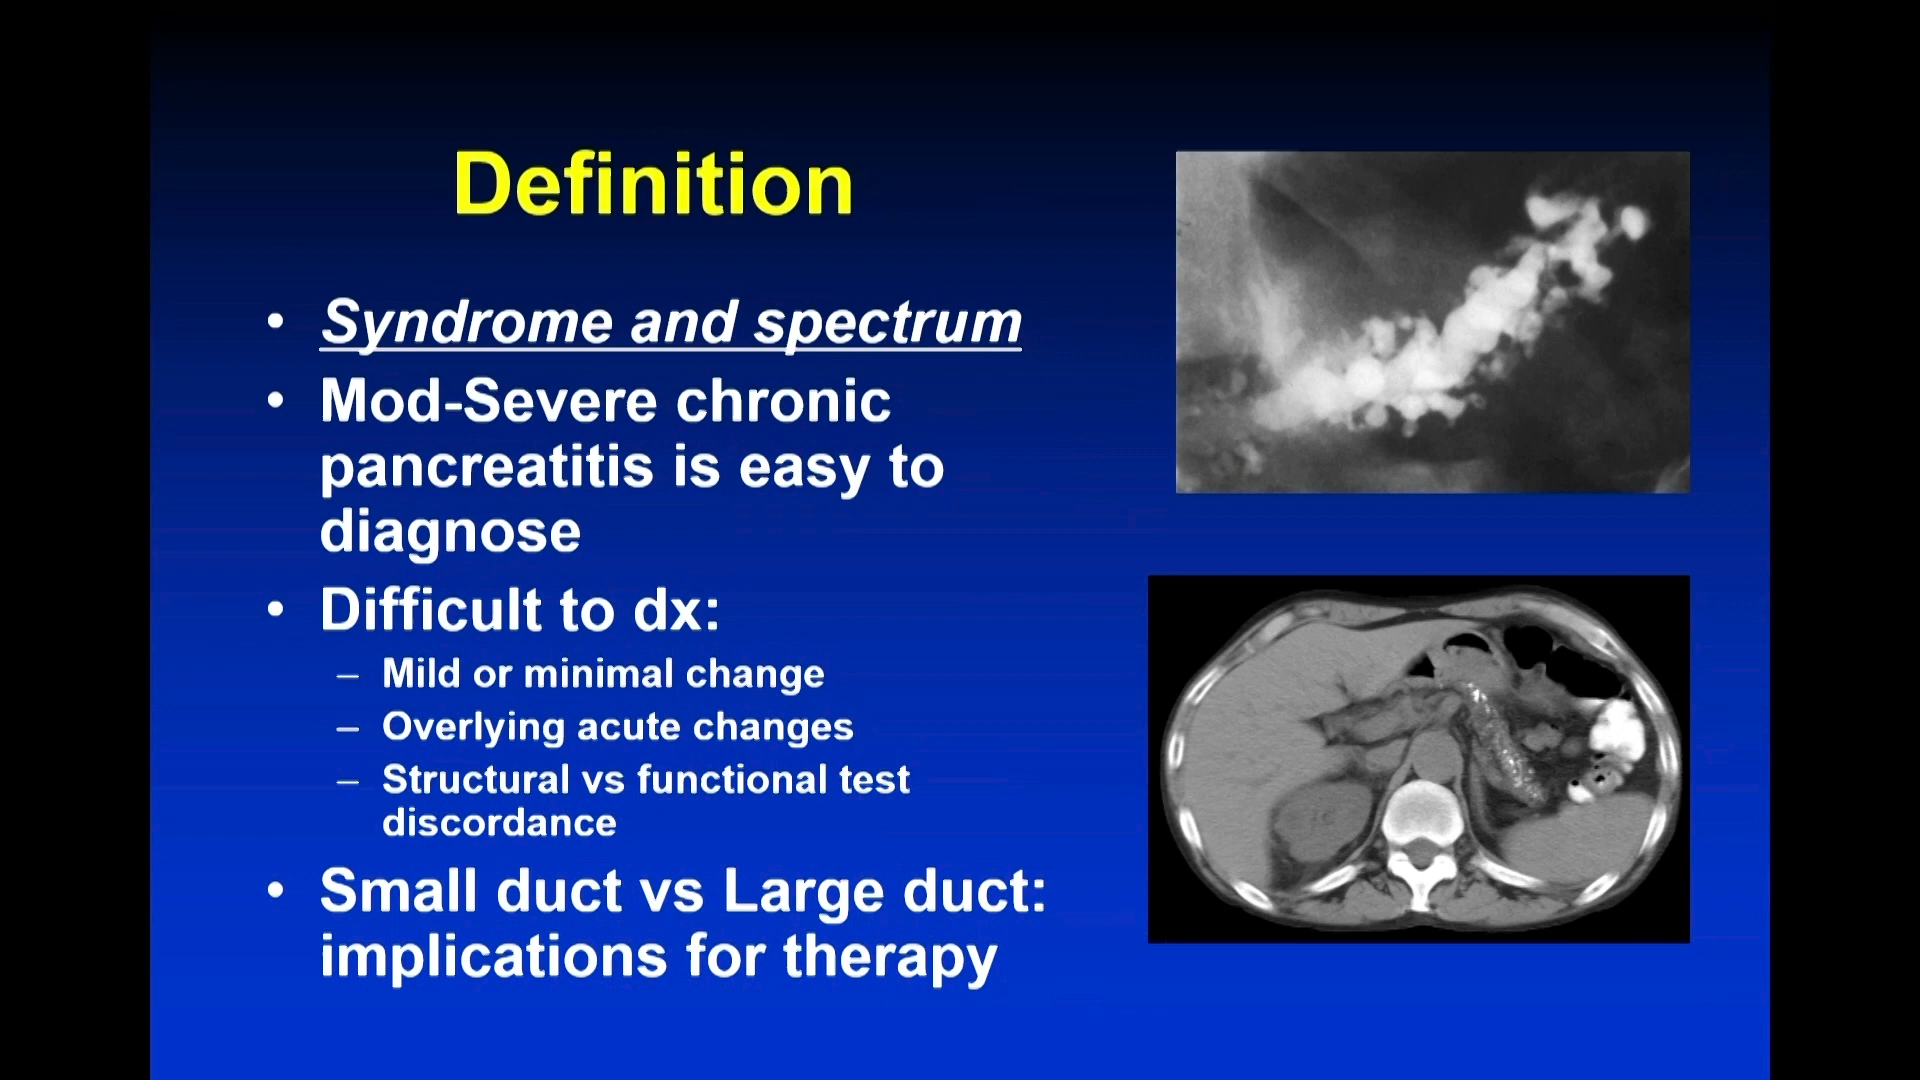 Definition
• Syndrome and spectrum
• Mod-Severe chronic
pancreatitis is easy to
diagnose
• Difficult to dx:
– Mild or minimal change
– Overlying acute changes
– Structural vs functional test
discordance
• Small duct vs Large duct:
implications for therapy